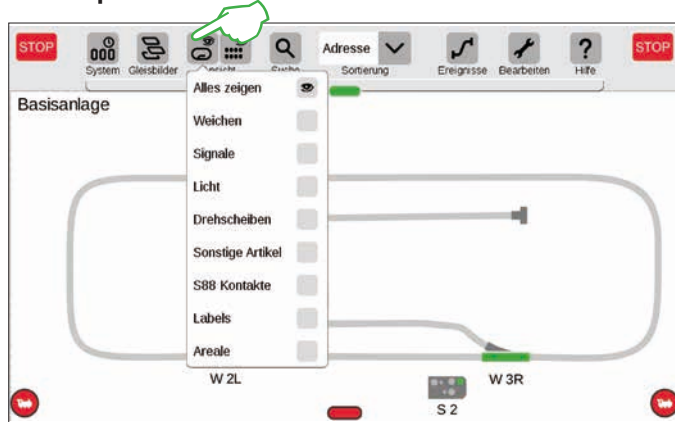 STOP
Adresse
STOP
System Gleisbilder Ansicht Suche Sortierung Ereignisse Bearbeiten Hilfe
Basisanlage
Alles zeigen
Weichen
Signale
Licht
Drehscheiben
Sonstige Artikel
S88 Kontakte
Labels
Areale
W 2L
W 3R
S 2